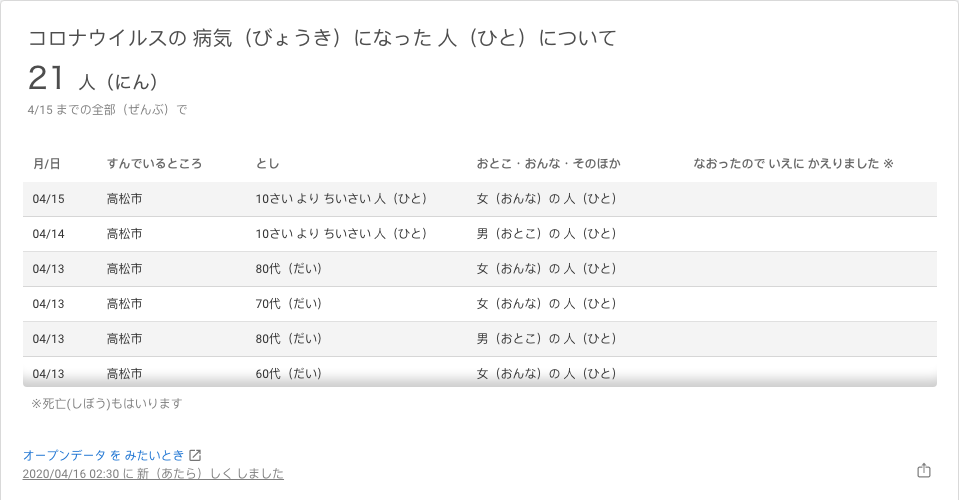 コロナウイルスの 病気（びょうき）になった 人（ひと）について
21 人（にん）
4/15 までの全部（ぜんぶ）で
月/日 すんでいるところ とし おとこ・おんな・そのほか なおったので いえに かえりました ※
04/15 高松市 10さい より ちいさい 人（ひと） 女（おんな）の 人（ひと）
04/14 高松市 10さい より ちいさい 人（ひと） 男（おとこ）の 人（ひと）
04/13 高松市 80代（だい） 女（おんな）の 人（ひと）
04/13 高松市 70代（だい） 女（おんな）の 人（ひと）
04/13 高松市 80代（だい） 男（おとこ）の 人（ひと）
04/13 高松市 60代（だい） 女（おんな）の 人（ひと）
※死亡(しぼう)もはいります
オープンデータ を みたいとき
2020/04/16 02:30 に 新（あたら）しく しました